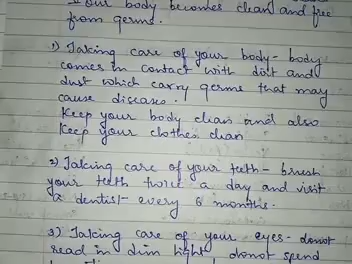 your body becomes clean and free
from germs.
1) Taking care of your body - body
comes in contact with dirt and
dust which carry germs that may
cause diseases.
Keep your body clean and also
Keep your clothes clean
2) Taking care of your teeth - brush
your teeth twice a day and visit
a dentist every 6 months.
3) Taking care of your eyes - donot
read in dim light, donot spend